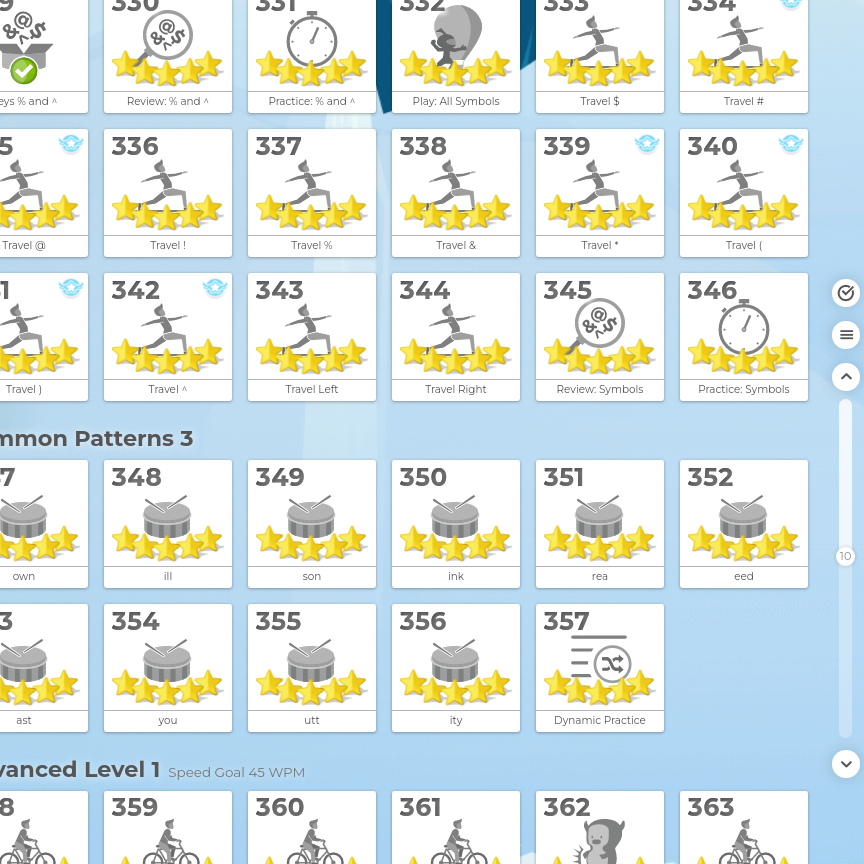 9 330 331 332 333 334
eys % and ^ Review: % and ^ Practice: % and ^ Play: All Symbols Travel $ Travel #
5 336 337 338 339 340
Travel @ Travel ! Travel % Travel & Travel * Travel (
1 342 343 344 345 346
Travel ) Travel ^ Travel Left Travel Right Review: Symbols Practice: Symbols
mmon Patterns 3
7 348 349 350 351 352
own ill son ink rea eed
10
3 354 355 356 357
ast you utt ity Dynamic Practice
vanced Level 1 Speed Goal 45 WPM
8 359 360 361 362 363